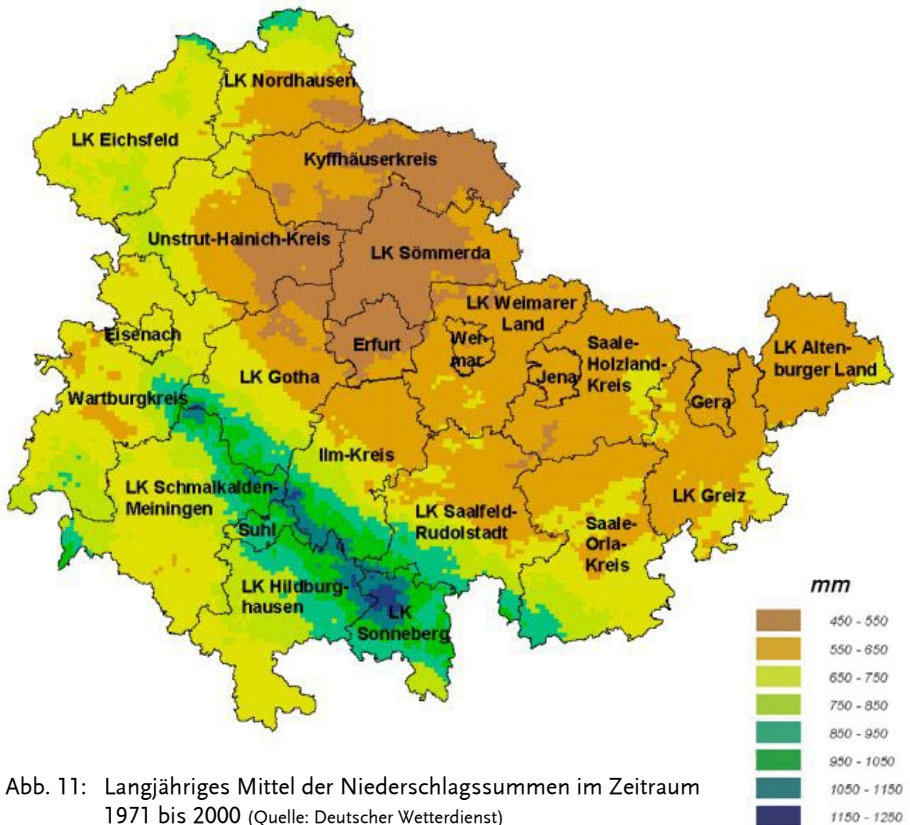 LK Nordhausen
LK Eichsfeld
Kyffhäuserkreis
Unstrut-Hainich-Kreis
LK Sömmerda
LK Weimarer
Land
Eisenach
Erfurt
Wei-
mar
Saale-
Holzland-
Kreis
LK Alten-
burger Land
LK Gotha
Jena
Gera
Wartburgkreis
Ilm-Kreis
LK Schmalkalden-
Meiningen
LK Greiz
LK Saalfeld-
Rudolstadt
Suhl
Saale-
Orla-
Kreis
LK Hildburg-
hausen
LK
Sonneberg
mm
450 - 550
550 - 650
650 - 750
750 - 850
850 - 950
950 - 1050
1050 - 1150
1150 - 1250
Abb. 11: Langjähriges Mittel der Niederschlagssummen im Zeitraum
1971 bis 2000 (Quelle: Deutscher Wetterdienst)